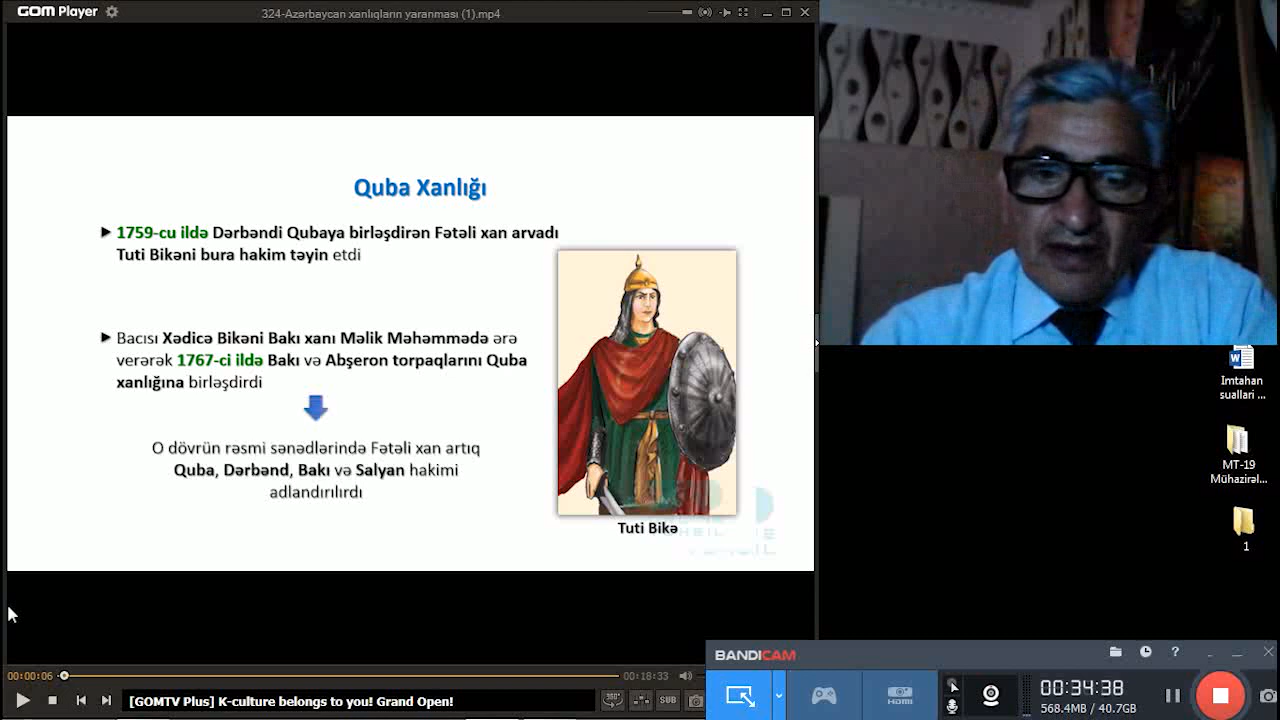 GOM Player
324-Azərbaycan xanlıqların yaranması (1).mp4
Quba Xanlığı
1759-cu ildə Dərbəndi Qubaya birləşdirən Fətəli xan arvadı
Tuti Bikəni bura hakim təyin etdi
Bacısı Xədicə Bikəni Bakı xanı Məlik Məhəmmədə ərə
verərək 1767-ci ildə Bakı və Abşeron torpaqlarını Quba
xanlığına birləşdirdi
O dövrün rəsmi sənədlərində Fətəli xan artıq
Quba, Dərbənd, Bakı və Salyan hakimi
adlandırılırdı
Tuti Bikə
Imtahan
suallari ...
MT-19
Mühazirəl...
1
00:00:06
00:18:33
[GOMTV Plus] K-culture belongs to you! Grand Open!
360°
SUB
BANDICAM
?
HDMI
00:34:38
568.4MB / 40.7GB